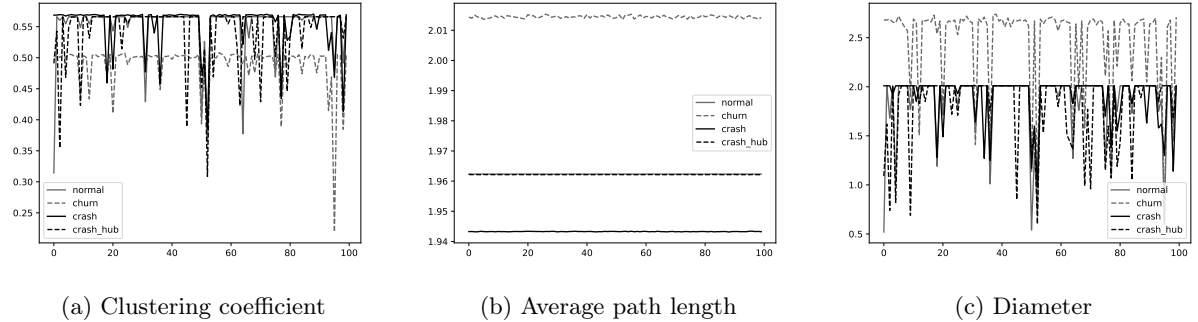 0.55
0.50
0.45
0.40
0.35
0.30
0.25
0 20 40 60 80 100
normal
churn
crash
crash_hub
(a) Clustering coefficient
2.01
2.00
1.99
1.98
1.97
1.96
1.95
1.94
0 20 40 60 80 100
normal
churn
crash
crash_hub
(b) Average path length
2.5
2.0
1.5
1.0
0.5
0 20 40 60 80 100
normal
churn
crash
crash_hub
(c) Diameter